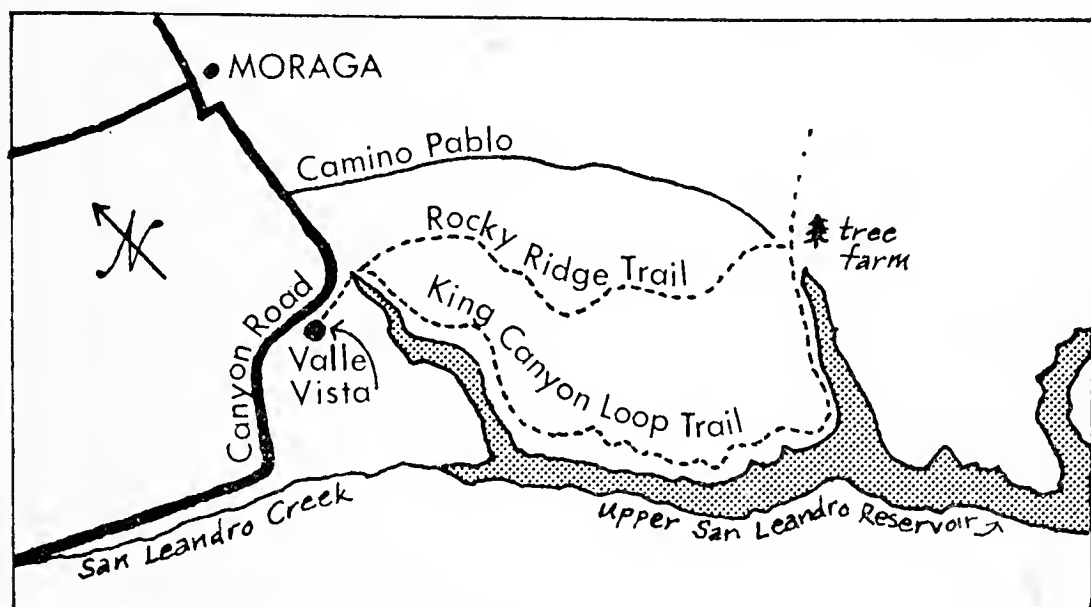 MORAGA
Camino Pablo
N
Rocky Ridge Trail
tree
farm
King Canyon Loop Trail
Canyon Road
Valle
Vista
San Leandro Creek
Upper San Leandro Reservoir